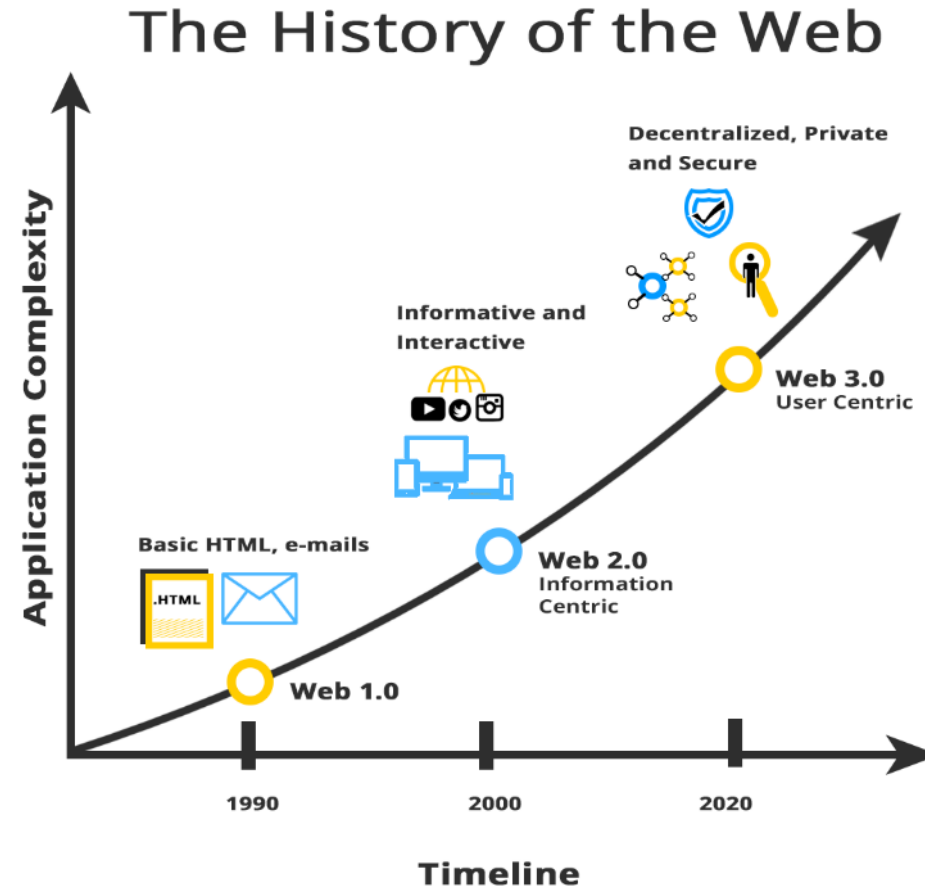 The History of the Web
Decentralized, Private
and Secure
Informative and
Interactive
Web 3.0
User Centric
Basic HTML, e-mails
.HTML
Web 2.0
Information
Centric
Web 1.0
Application Complexity
1990
2000
2020
Timeline